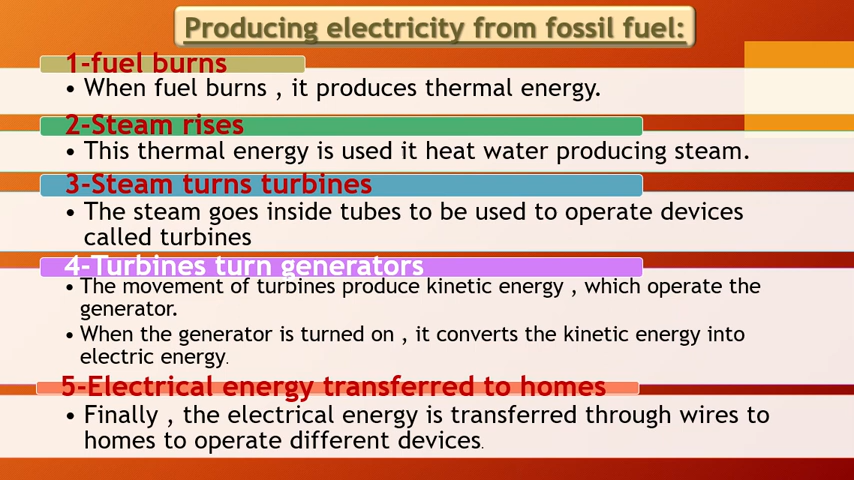 Producing electricity from fossil fuel:
1-fuel burns
• When fuel burns , it produces thermal energy.
2-Steam rises
• This thermal energy is used it heat water producing steam.
3-Steam turns turbines
• The steam goes inside tubes to be used to operate devices
called turbines
4-Turbines turn generators
• The movement of turbines produce kinetic energy , which operate the
generator.
• When the generator is turned on , it converts the kinetic energy into
electric energy.
5-Electrical energy transferred to homes
• Finally , the electrical energy is transferred through wires to
homes to operate different devices.